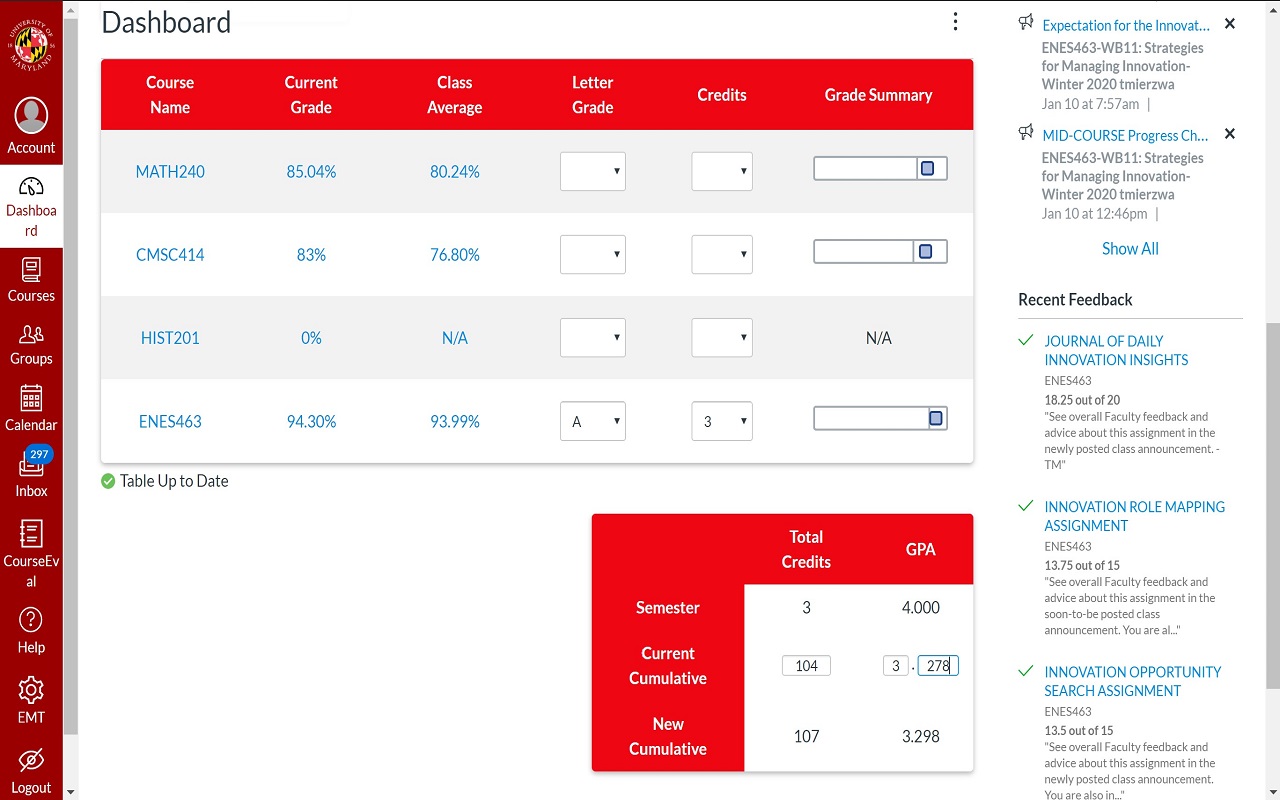 UNIVERSITY OF
18 56
MARYLAND
Account
Dashboa
rd
Courses
Groups
Calendar
297
Inbox
CourseEv
al
Help
EMT
Logout
Dashboard
Course Name
Current Grade
Class Average
Letter Grade
Credits
Grade Summary
MATH240 85.04% 80.24%
CMSC414 83% 76.80%
HIST201 0% N/A N/A
ENES463 94.30% 93.99% A 3
Table Up to Date
Total Credits
GPA
Semester 3 4.000
Current Cumulative 104 3 . 278
New Cumulative 107 3.298
Expectation for the Innovat...
ENES463-WB11: Strategies
for Managing Innovation-
Winter 2020 tmierzwa
Jan 10 at 7:57am |
MID-COURSE Progress Ch...
ENES463-WB11: Strategies
for Managing Innovation-
Winter 2020 tmierzwa
Jan 10 at 12:46pm |
Show All
Recent Feedback
JOURNAL OF DAILY
INNOVATION INSIGHTS
ENES463
18.25 out of 20
"See overall Faculty feedback and
advice about this assignment in the
newly posted class announcement. -
TM"
INNOVATION ROLE MAPPING
ASSIGNMENT
ENES463
13.75 out of 15
"See overall Faculty feedback and
advice about this assignment in the
soon-to-be posted class
announcement. You are al..."
INNOVATION OPPORTUNITY
SEARCH ASSIGNMENT
ENES463
13.5 out of 15
"See overall Faculty feedback and
advice about this assignment in the
newly posted class announcement.
You are also in..."